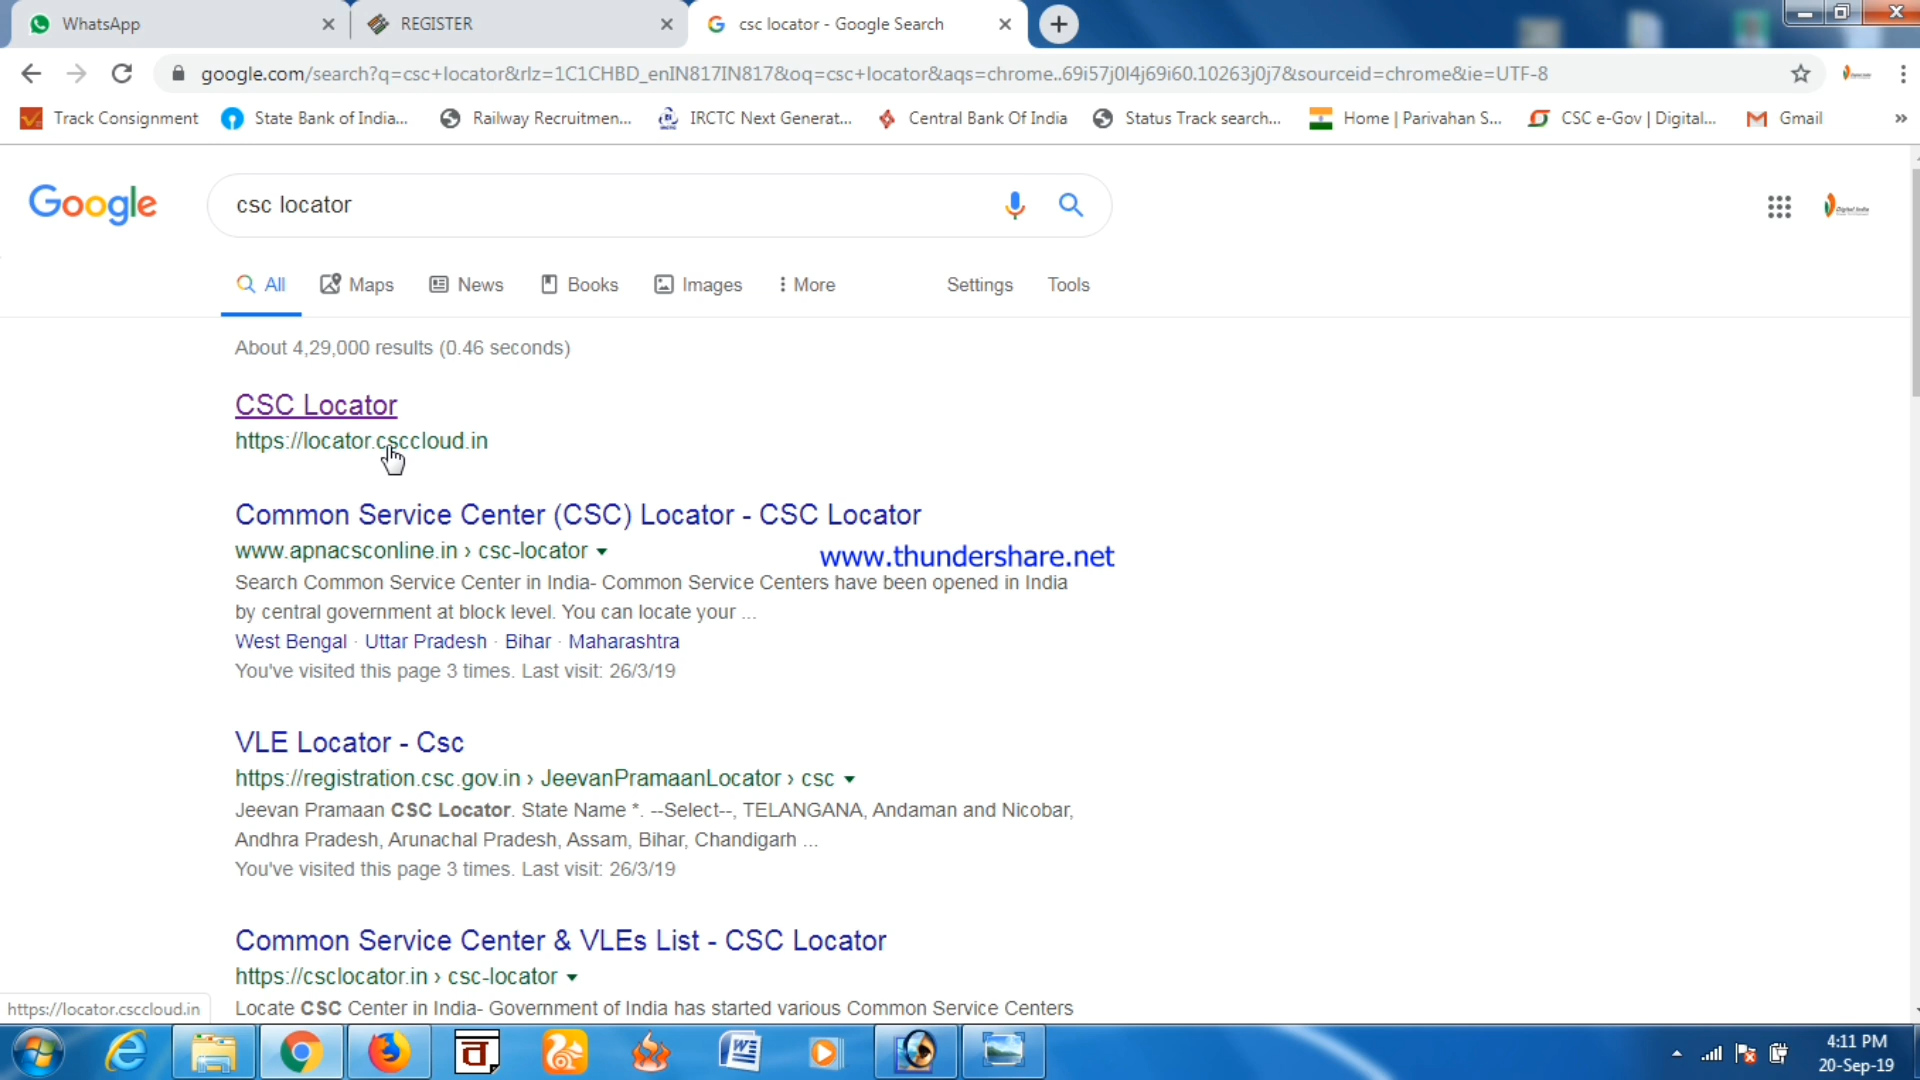 WhatsApp
REGISTER
csc locator - Google Search
google.com/search?q=csc+locator&rlz=1C1CHBD_enIN817IN817&oq=csc+locator&aqs=chrome..69i57j0l4j69i60.10263j0j7&sourceid=chrome&ie=UTF-8
Track Consignment
State Bank of India...
Railway Recruitmen...
IRCTC Next Generat...
Central Bank Of India
Status Track search...
Home | Parivahan S...
CSC e-Gov | Digital...
Gmail
»
Google
csc locator
Digital India
All
Maps
News
Books
Images
More
Settings
Tools
About 4,29,000 results (0.46 seconds)
CSC Locator
https://locator.csccloud.in
Common Service Center (CSC) Locator - CSC Locator
www.apnacsconline.in › csc-locator
www.thundershare.net
Search Common Service Center in India- Common Service Centers have been opened in India
by central government at block level. You can locate your ...
West Bengal · Uttar Pradesh · Bihar · Maharashtra
You've visited this page 3 times. Last visit: 26/3/19
VLE Locator - Csc
https://registration.csc.gov.in › JeevanPramaanLocator › csc
Jeevan Pramaan CSC Locator. State Name *. --Select--, TELANGANA, Andaman and Nicobar,
Andhra Pradesh, Arunachal Pradesh, Assam, Bihar, Chandigarh ...
You've visited this page 3 times. Last visit: 26/3/19
Common Service Center & VLEs List - CSC Locator
https://csclocator.in › csc-locator
https://locator.csccloud.in
Locate CSC Center in India- Government of India has started various Common Service Centers
4:11 PM
20-Sep-19